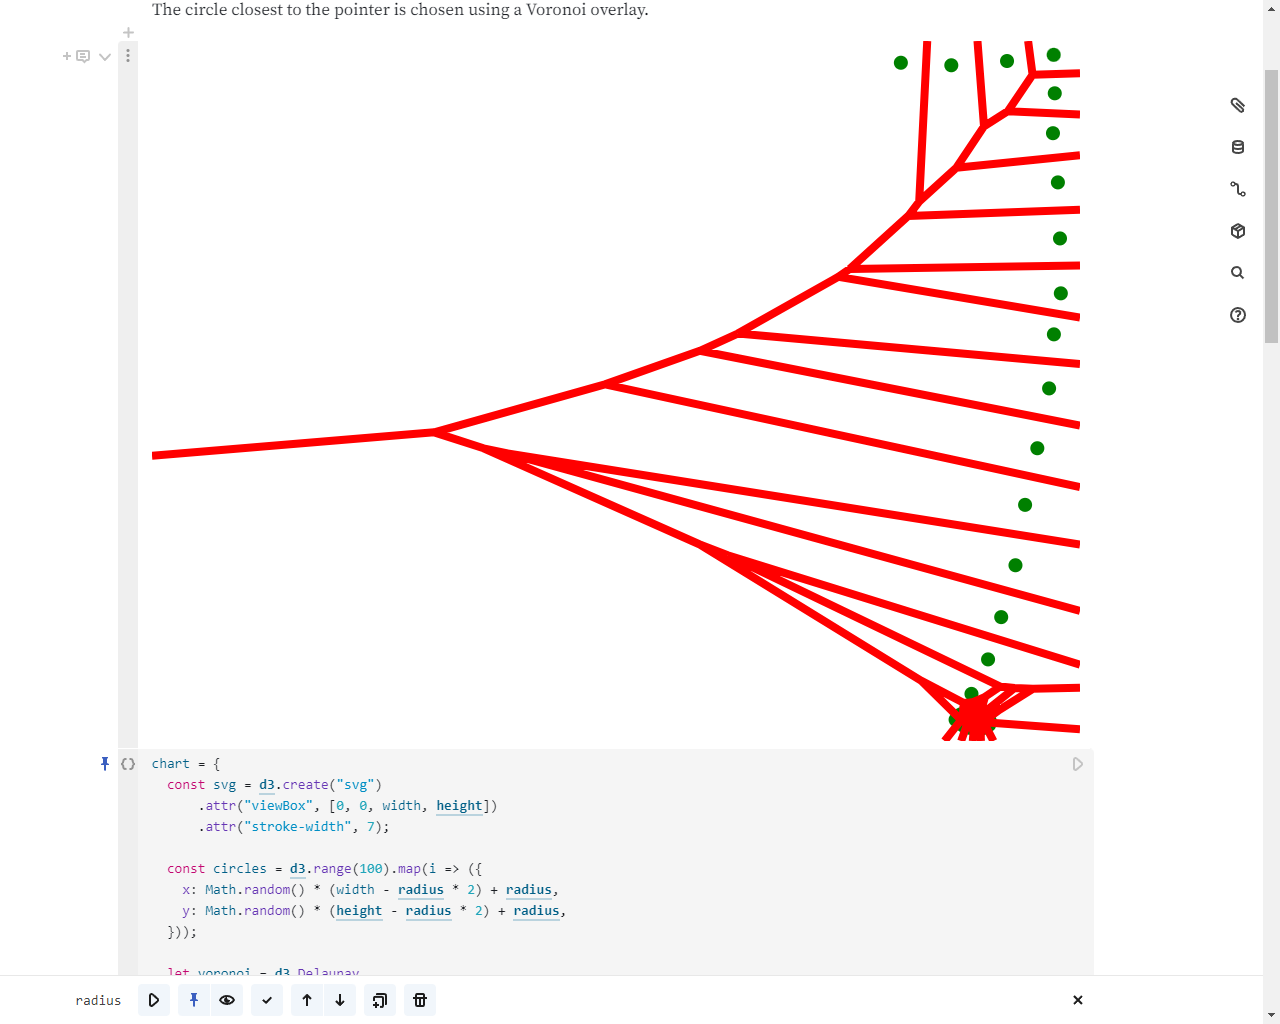 The circle closest to the pointer is chosen using a Voronoi overlay.
chart = {
const svg = d3.create("svg")
.attr("viewBox", [0, 0, width, height])
.attr("stroke-width", 7);
const circles = d3.range(100).map(i => ({
x: Math.random() * (width - radius * 2) + radius,
y: Math.random() * (height - radius * 2) + radius,
}));
let voronoi = d3.Delaunay
radius